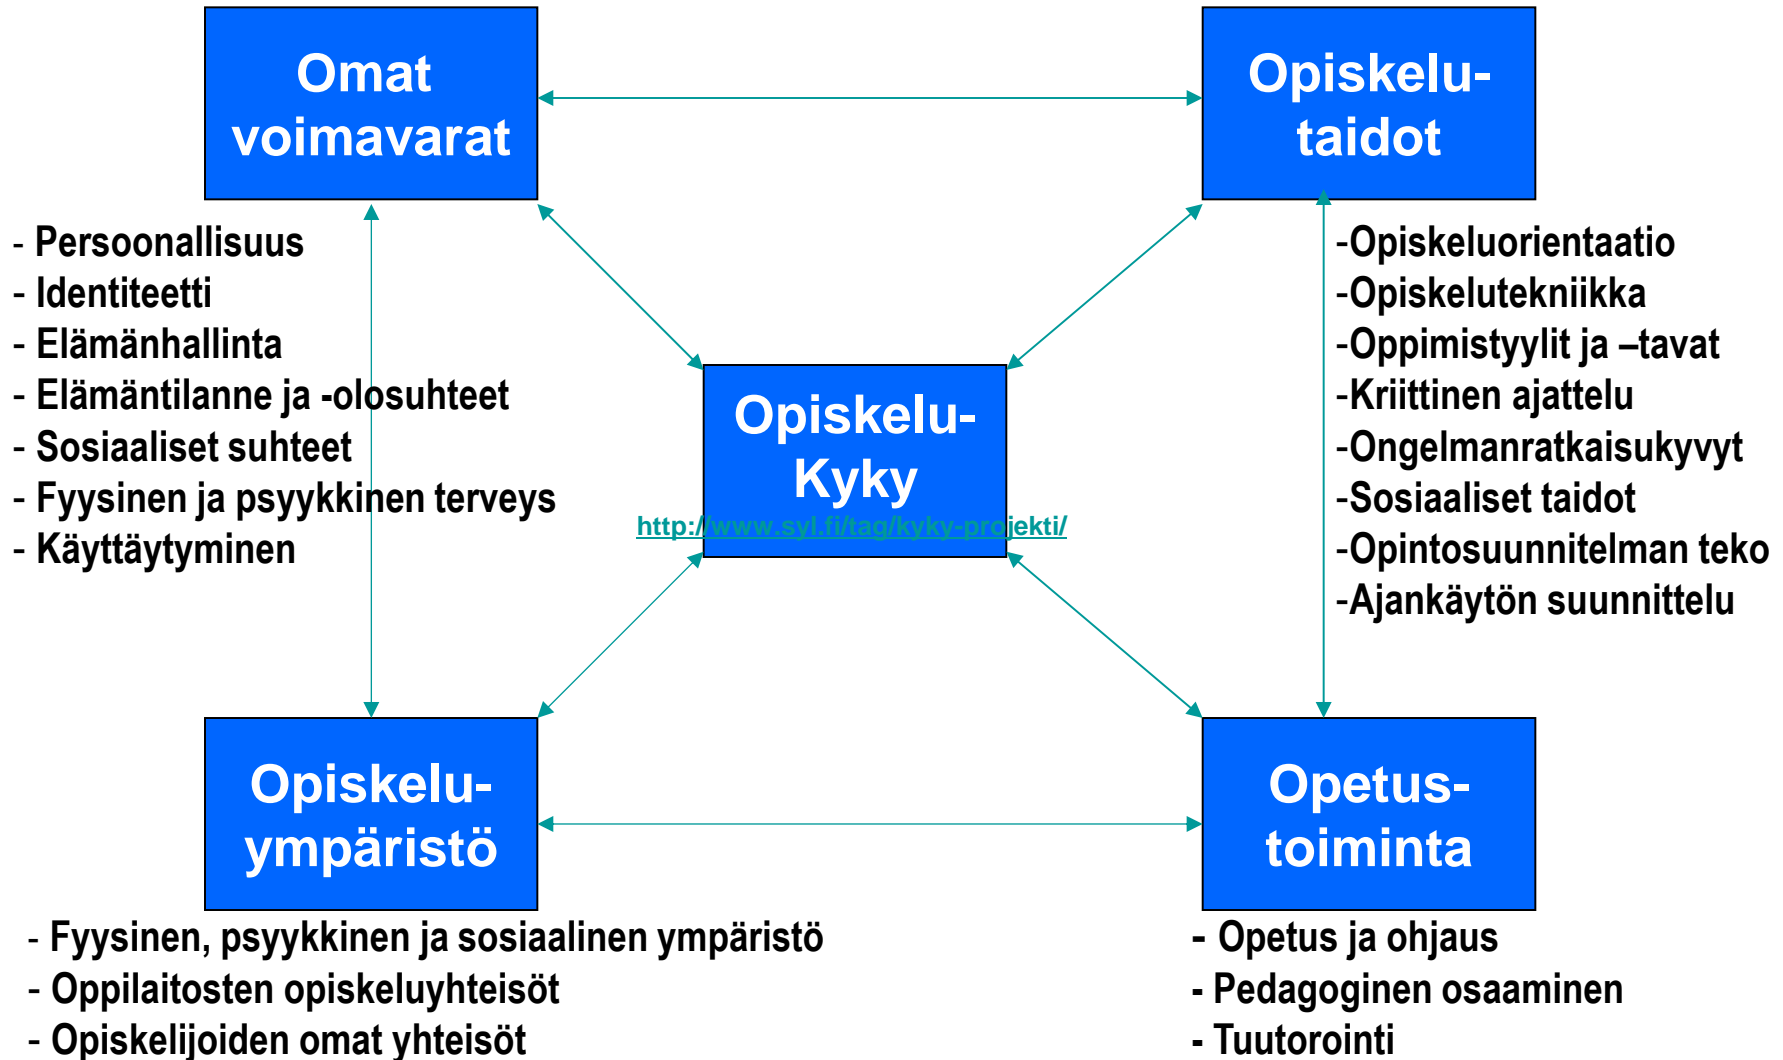 Omat
voimavarat
Opiskelu-
taidot
- Persoonallisuus
- Identiteetti
- Elämänhallinta
- Elämäntilanne ja -olosuhteet
- Sosiaaliset suhteet
- Fyysinen ja psyykkinen terveys
- Käyttäytyminen
-Opiskeluorientaatio
-Opiskelutekniikka
-Oppimistyylit ja –tavat
-Kriittinen ajattelu
-Ongelmanratkaisukyvyt
-Sosiaaliset taidot
-Opintosuunnitelman teko
-Ajankäytön suunnittelu
Opiskelu-
Kyky
http://www.syl.fi/tag/kyky-projekti/
Opiskelu-
ympäristö
Opetus-
toiminta
- Fyysinen, psyykkinen ja sosiaalinen ympäristö
- Oppilaitosten opiskeluyhteisöt
- Opiskelijoiden omat yhteisöt
- Opetus ja ohjaus
- Pedagoginen osaaminen
- Tuutorointi